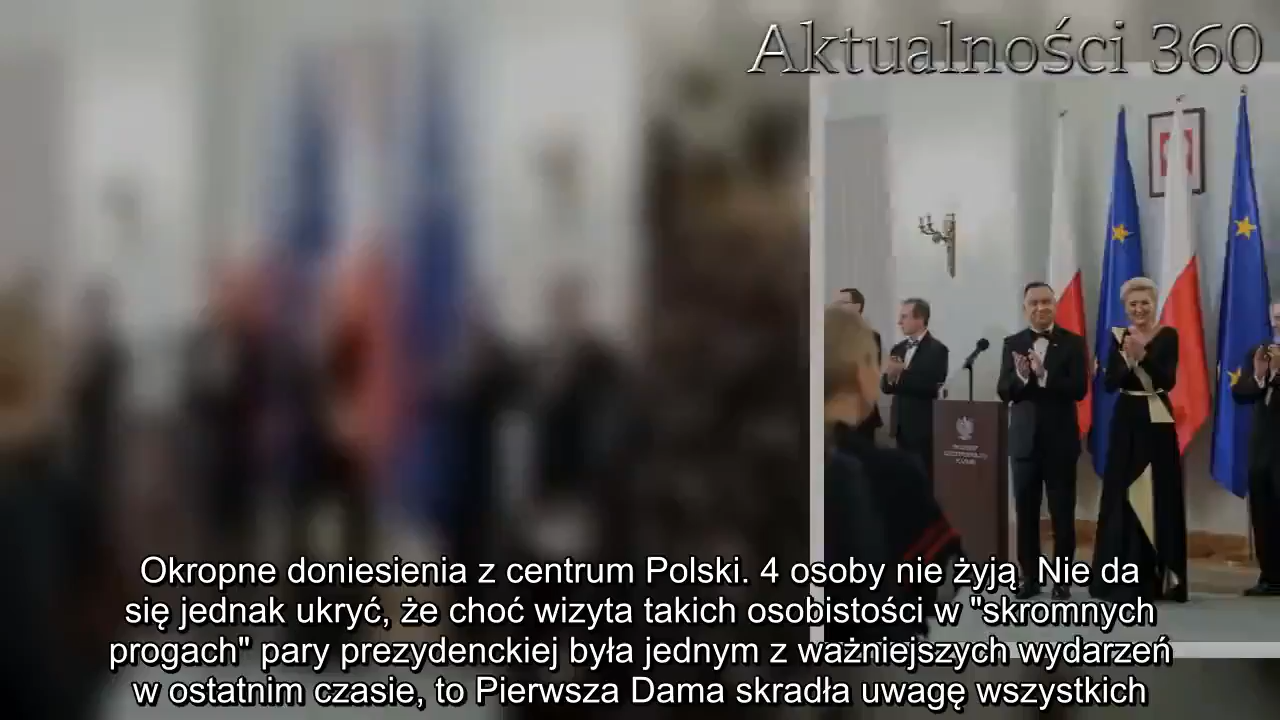 Aktualności 360
Okropne doniesienia z centrum Polski. 4 osoby nie żyją Nie da
się jednak ukryć, że choć wizyta takich osobistości w "skromnych
progach" pary prezydenckiej była jednym z ważniejszych wydarzeń
w ostatnim czasie, to Pierwsza Dama skradła uwagę wszystkich